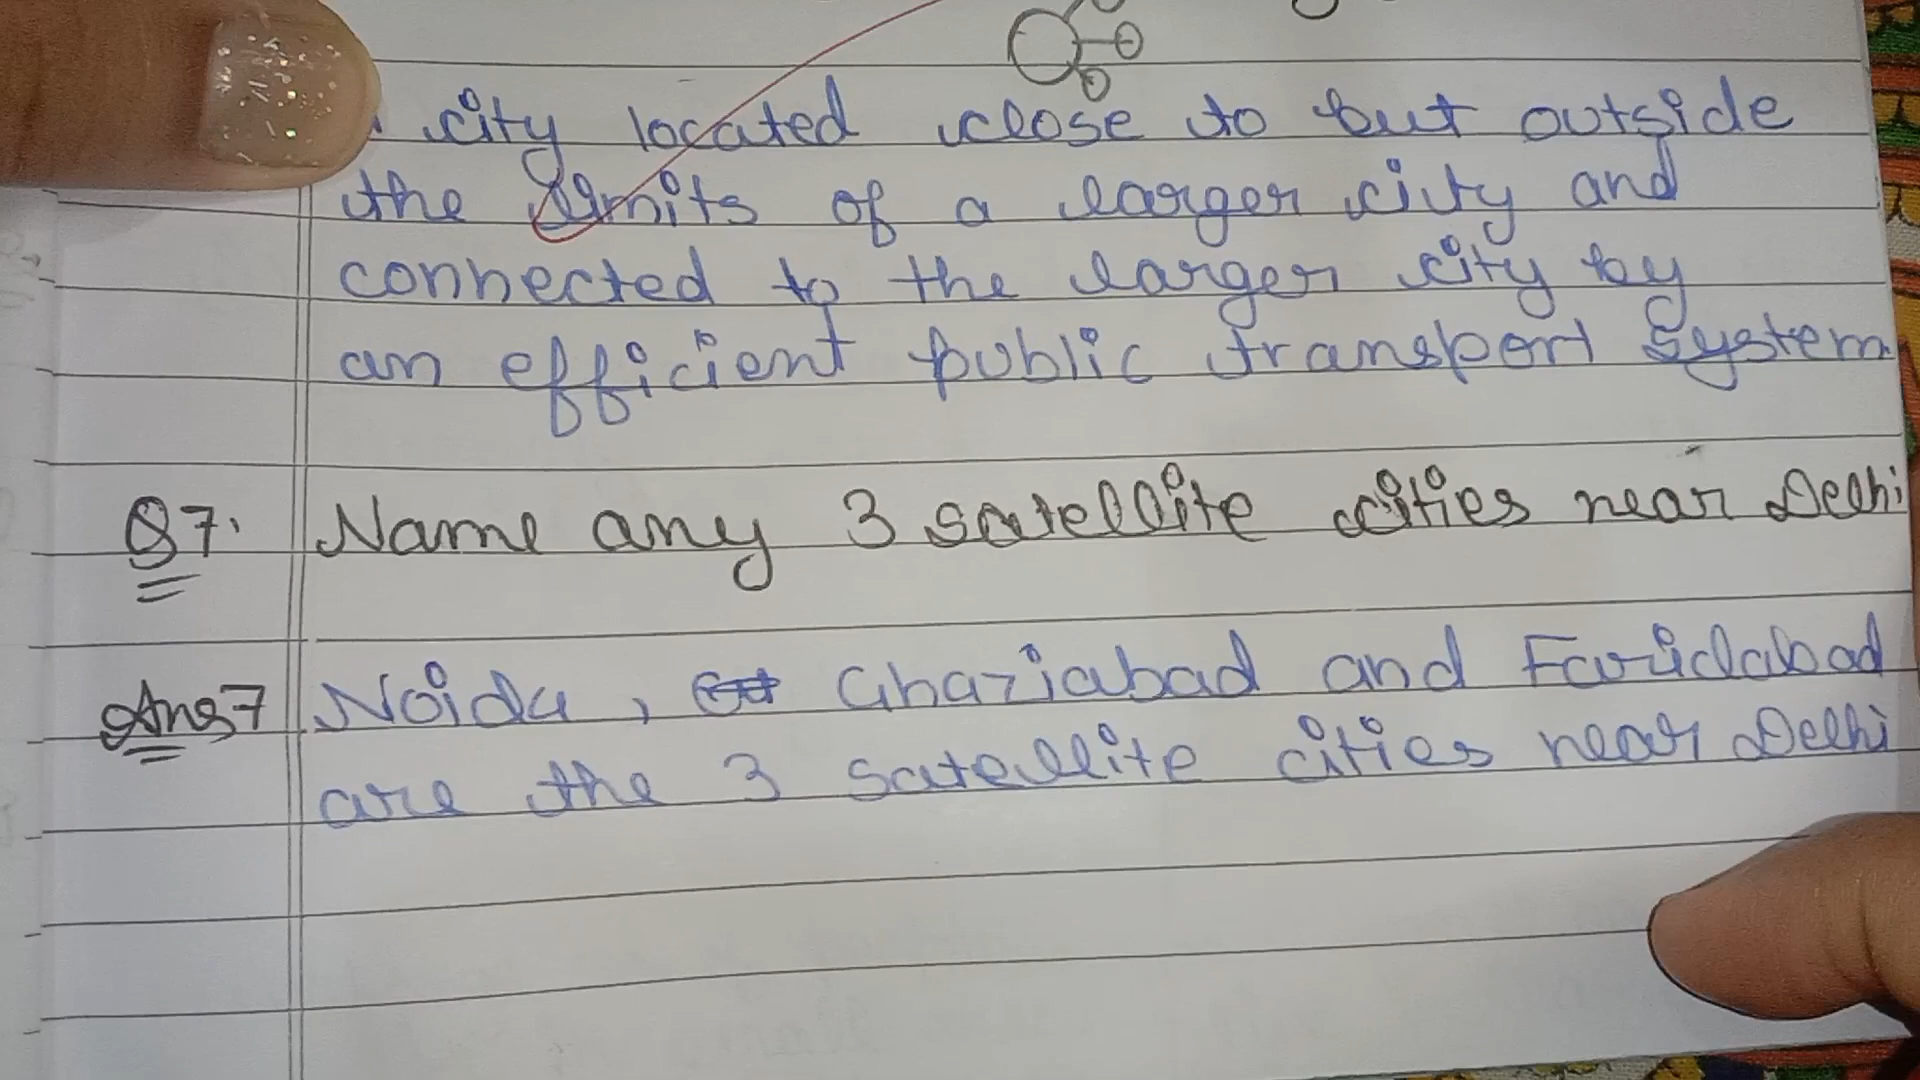 city located close to but outside
the limits of a larger city and
connected to the larger city by
an efficient public transport System.
Q7. Name any 3 satellite cities near Delhi
Ans7 Noida, Ghaziabad and Faridabad
are the 3 satellite cities near Delhi